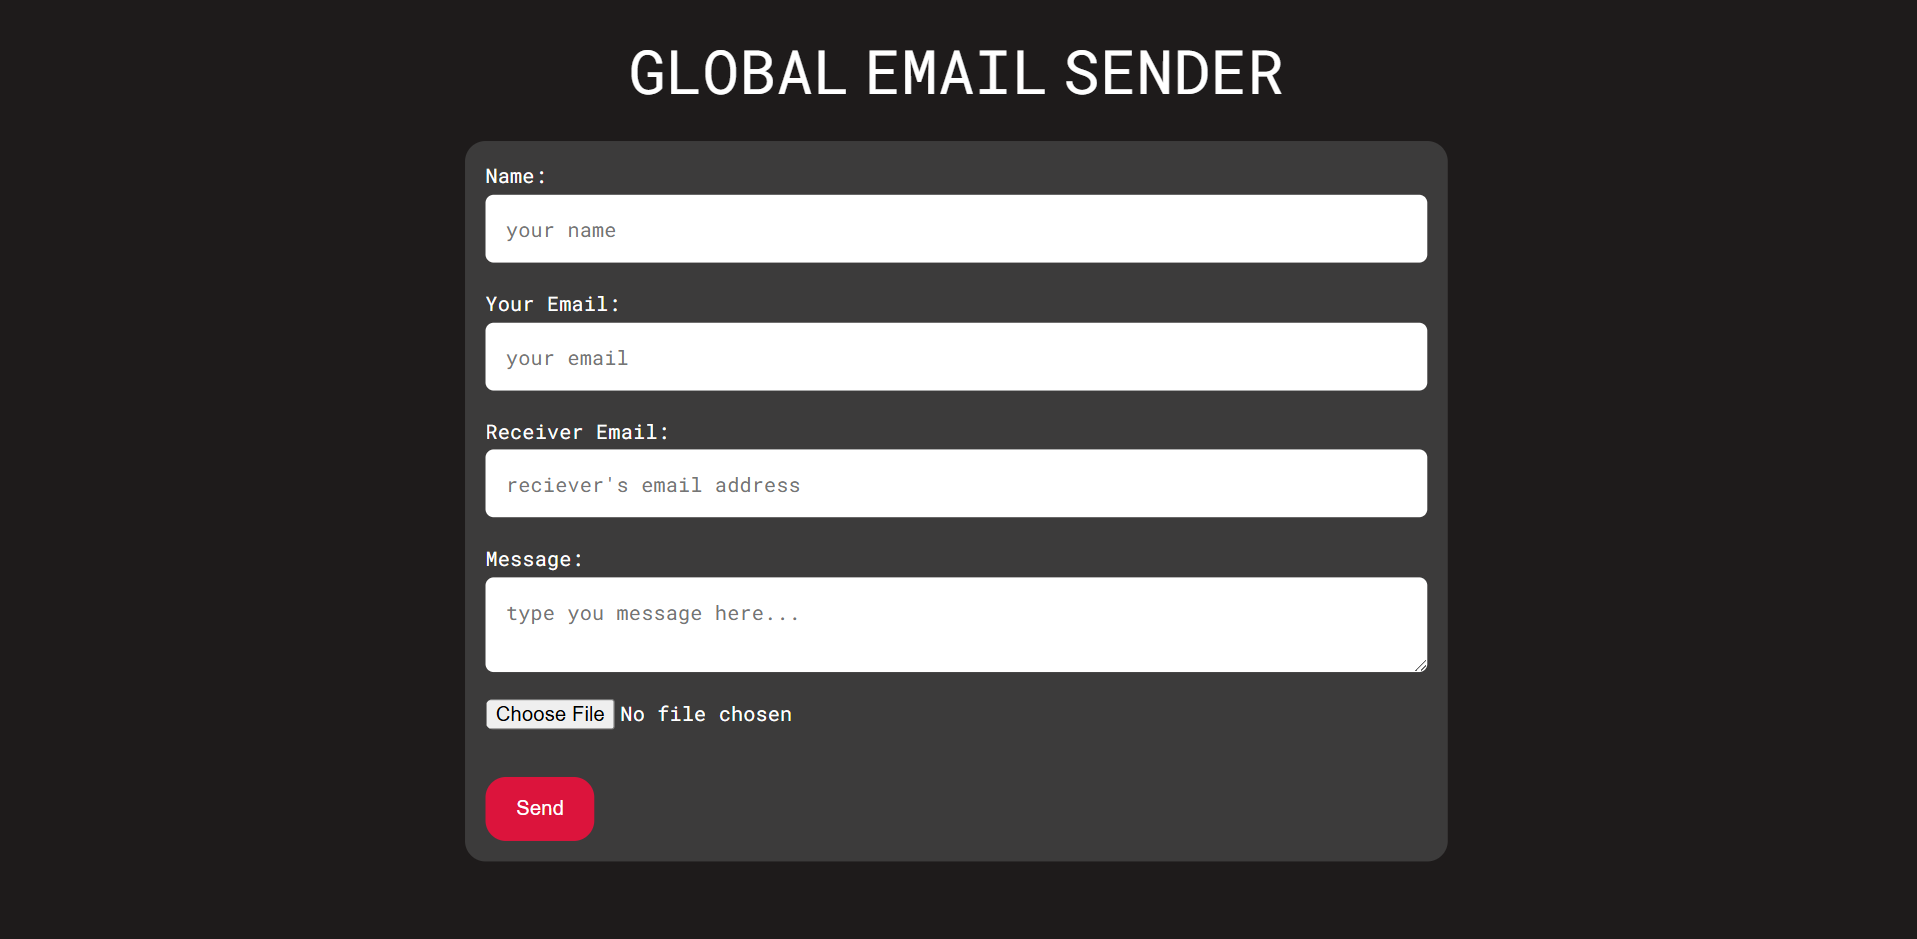 GLOBAL EMAIL SENDER
Name:
your name
Your Email:
your email
Receiver Email:
reciever's email address
Message:
type you message here...
Choose File No file chosen
Send